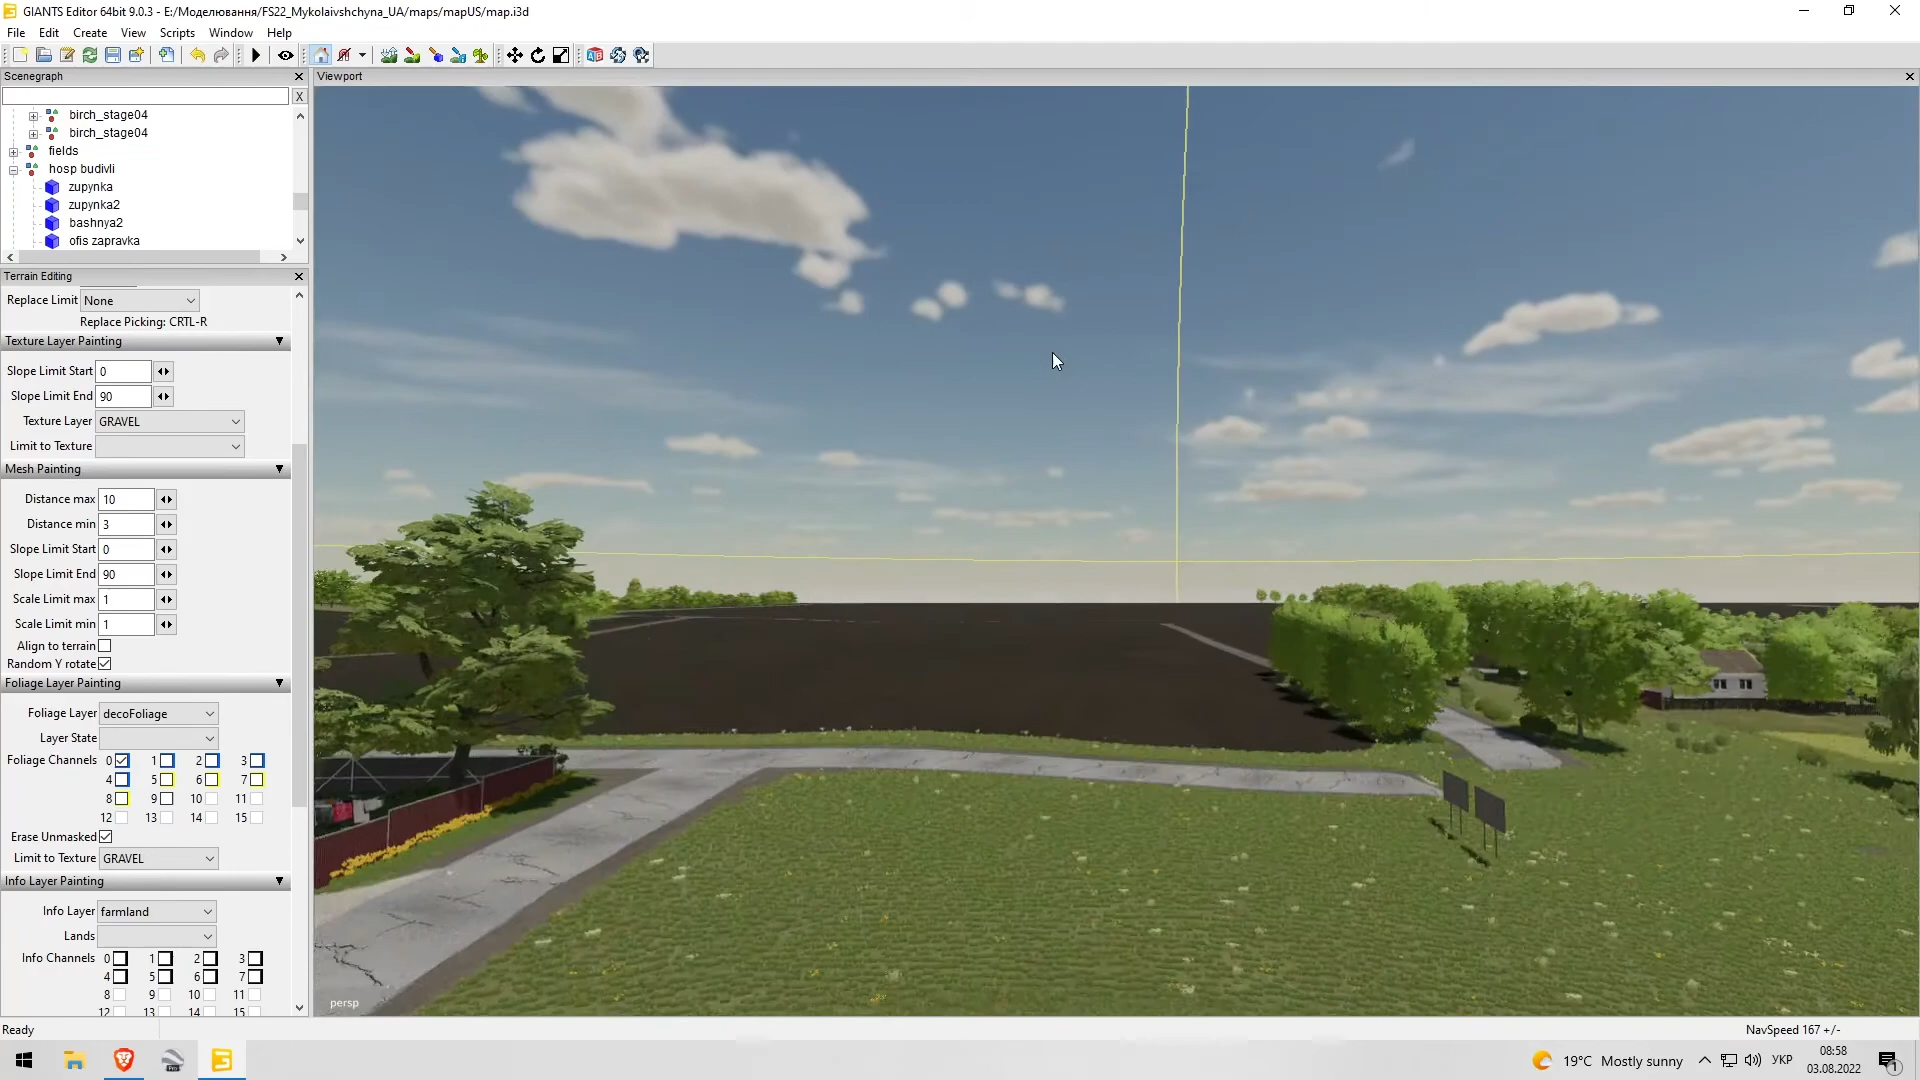 GIANTS Editor 64bit 9.0.3 - E:/Моделювання/FS22_Mykolaivshchyna_UA/maps/mapUS/map.i3d
File Edit Create View Scripts Window Help
Scenegraph
X
birch_stage04
birch_stage04
fields
hosp budivli
zupynka
zupynka2
bashnya2
ofis zapravka
Terrain Editing
Replace Limit None
Replace Picking: CRTL-R
Texture Layer Painting
Slope Limit Start 0
Slope Limit End 90
Texture Layer GRAVEL
Limit to Texture
Mesh Painting
Distance max 10
Distance min 3
Slope Limit Start 0
Slope Limit End 90
Scale Limit max 1
Scale Limit min 1
Align to terrain
Random Y rotate
Foliage Layer Painting
Foliage Layer decoFoliage
Layer State
Foliage Channels 0 1 2 3
4 5 6 7
8 9 10 11
12 13 14 15
Erase Unmasked
Limit to Texture GRAVEL
Info Layer Painting
Info Layer farmland
Lands
Info Channels 0 1 2 3
4 5 6 7
8 9 10 11
12 13 14 15
Viewport
persp
Ready
NavSpeed 167 +/-
19°C Mostly sunny
УКР
08:58
03.08.2022
1